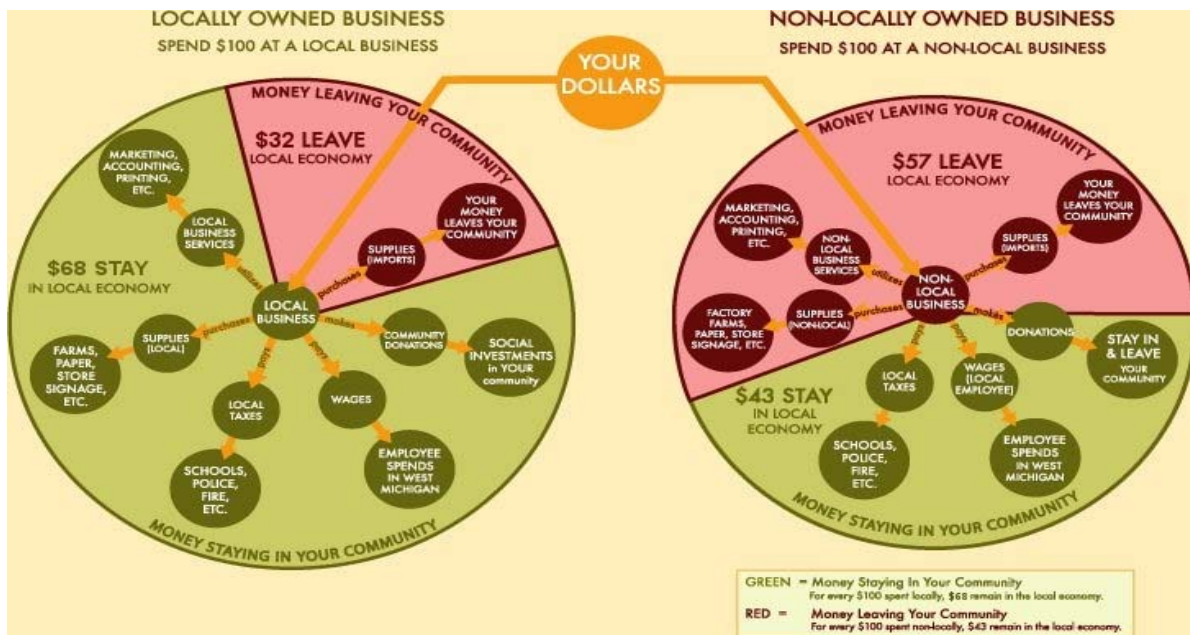 LOCALLY OWNED BUSINESS
SPEND $100 AT A LOCAL BUSINESS
YOUR
DOLLARS
NON-LOCALLY OWNED BUSINESS
SPEND $100 AT A NON-LOCAL BUSINESS
MONEY LEAVING YOUR COMMUNITY
$32 LEAVE
LOCAL ECONOMY
MARKETING,
ACCOUNTING,
PRINTING,
ETC.
LOCAL
BUSINESS
SERVICES
utilizes
YOUR
MONEY
LEAVES YOUR
COMMUNITY
SUPPLIES
(IMPORTS)
purchases
$68 STAY
IN LOCAL ECONOMY
LOCAL
BUSINESS
purchases
SUPPLIES
(LOCAL)
FARMS,
PAPER,
STORE
SIGNAGE,
ETC.
makes
COMMUNITY
DONATIONS
SOCIAL
INVESTMENTS
in YOUR
community
pays
LOCAL
TAXES
SCHOOLS,
POLICE,
FIRE,
ETC.
pays
WAGES
EMPLOYEE
SPENDS
IN WEST
MICHIGAN
MONEY STAYING IN YOUR COMMUNITY
MONEY LEAVING YOUR COMMUNITY
$57 LEAVE
LOCAL ECONOMY
MARKETING,
ACCOUNTING,
PRINTING,
ETC.
NON-
LOCAL
BUSINESS
SERVICES
utilizes
YOUR
MONEY
LEAVES YOUR
COMMUNITY
SUPPLIES
(IMPORTS)
purchases
NON-
LOCAL
BUSINESS
purchases
SUPPLIES
(NON-LOCAL)
FACTORY
FARMS,
PAPER, STORE
SIGNAGE, ETC.
makes
DONATIONS
STAY IN
& LEAVE
YOUR
COMMUNITY
$43 STAY
IN LOCAL
ECONOMY
pays
LOCAL
TAXES
SCHOOLS,
POLICE,
FIRE,
ETC.
pays
WAGES
(LOCAL
EMPLOYEE)
EMPLOYEE
SPENDS
IN WEST
MICHIGAN
MONEY STAYING IN YOUR COMMUNITY
GREEN = Money Staying In Your Community
For every $100 spent locally, $68 remain in the local economy.
RED = Money Leaving Your Community
For every $100 spent non-locally, $43 remain in the local economy.